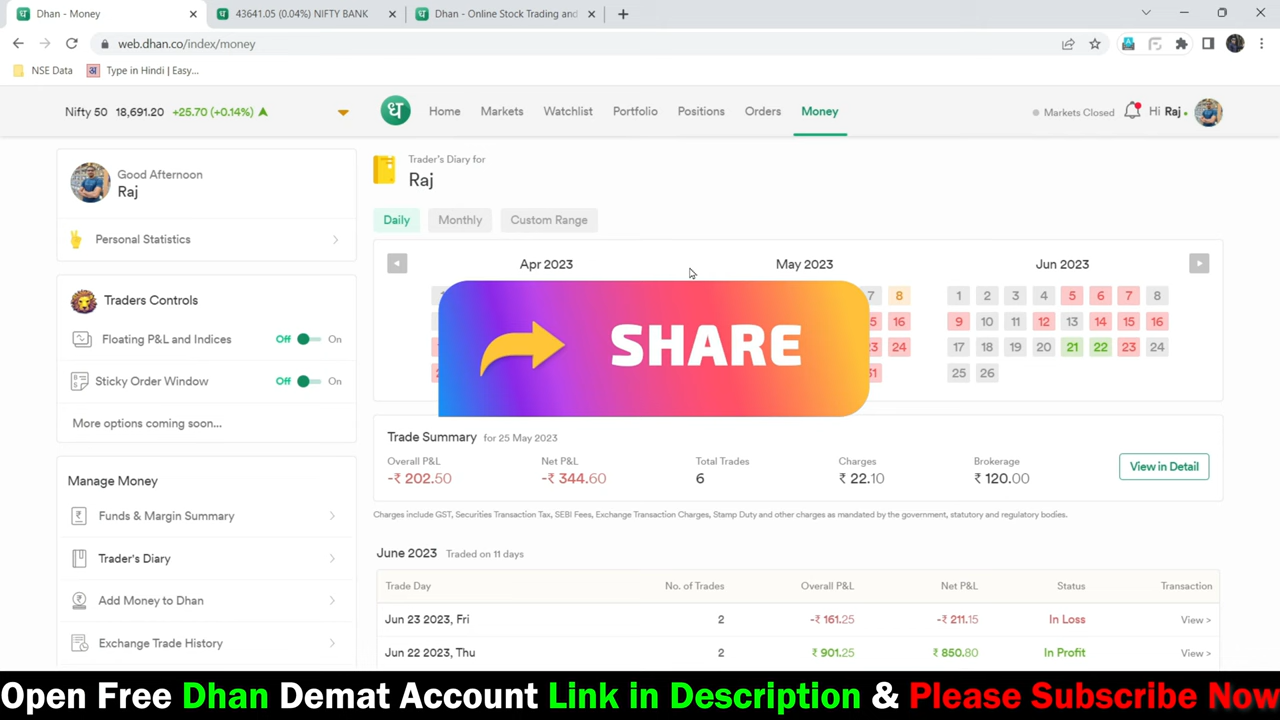 Dhan - Money
43641.05 (0.04%) NIFTY BANK
Dhan - Online Stock Trading and
web.dhan.co/index/money
NSE Data
Type in Hindi | Easy...
Nifty 50 18,691.20 +25.70 (+0.14%)
ध
Home Markets Watchlist Portfolio Positions Orders Money
Markets Closed
Hi Raj
Good Afternoon
Raj
Personal Statistics
Traders Controls
Floating P&L and Indices Off On
Sticky Order Window Off On
More options coming soon...
Manage Money
Funds & Margin Summary
Trader's Diary
Add Money to Dhan
Exchange Trade History
Trader's Diary for
Raj
Daily Monthly Custom Range
Apr 2023 May 2023 Jun 2023
7 8 1 2 3 4 5 6 7 8
16 9 10 11 12 13 14 15 16
24 17 18 19 20 21 22 23 24
25 26
SHARE
Trade Summary for 25 May 2023
Overall P&L Net P&L Total Trades Charges Brokerage
-₹ 202.50 -₹ 344.60 6 ₹ 22.10 ₹ 120.00
View in Detail
Charges include GST, Securities Transaction Tax, SEBI Fees, Exchange Transaction Charges, Stamp Duty and other charges as mandated by the government, statutory and regulatory bodies.
June 2023 Traded on 11 days
Trade Day No. of Trades Overall P&L Net P&L Status Transaction
Jun 23 2023, Fri 2 -₹ 161.25 -₹ 211.15 In Loss View >
Jun 22 2023, Thu 2 ₹ 901.25 ₹ 850.80 In Profit View >
Open Free Dhan Demat Account Link in Description & Please Subscribe Now